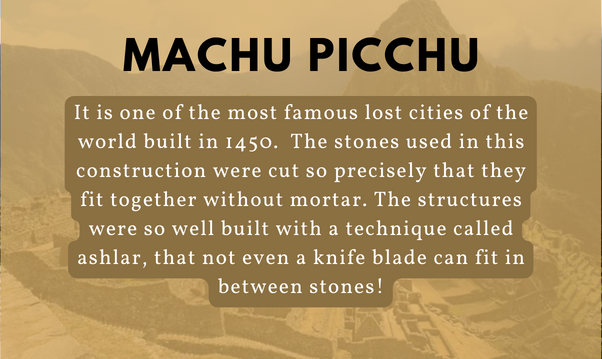 MACHU PICCHU
It is one of the most famous lost cities of the
world built in 1450.  The stones used in this
construction were cut so precisely that they
fit together without mortar. The structures
were so well built with a technique called
ashlar, that not even a knife blade can fit in
between stones!